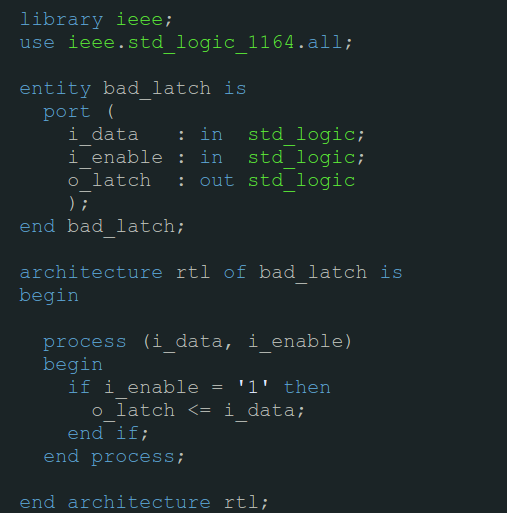 library ieee;
use ieee.std_logic_1164.all;

entity bad_latch is
  port (
    i_data   : in  std_logic;
    i_enable : in  std_logic;
    o_latch  : out std_logic
    );
end bad_latch;

architecture rtl of bad_latch is
begin

  process (i_data, i_enable)
  begin
    if i_enable = '1' then
      o_latch <= i_data;
    end if;
  end process;

end architecture rtl;